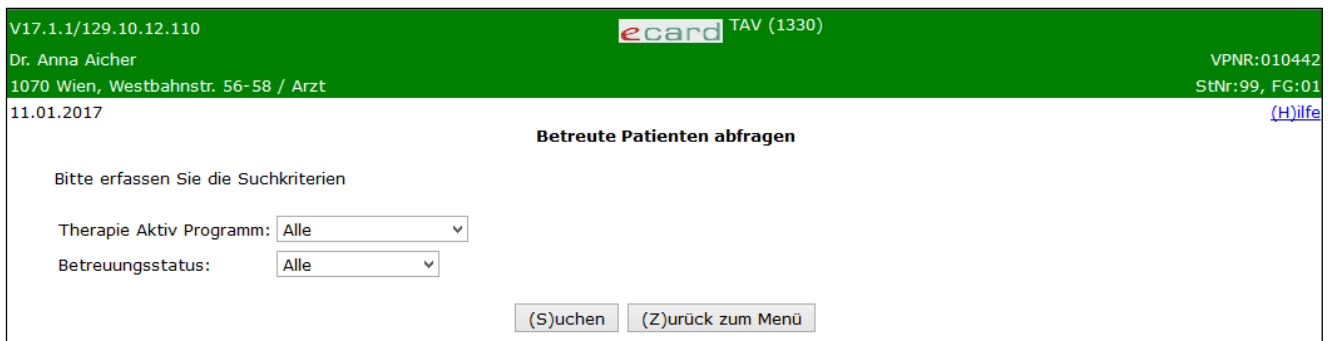 V17.1.1/129.10.12.110 ecard TAV (1330)
Dr. Anna Aicher VPNR:010442
1070 Wien, Westbahnstr. 56-58 / Arzt StNr:99, FG:01
11.01.2017 (H)ilfe
Betreute Patienten abfragen
Bitte erfassen Sie die Suchkriterien
Therapie Aktiv Programm: Alle
Betreuungsstatus: Alle
(S)uchen (Z)urück zum Menü